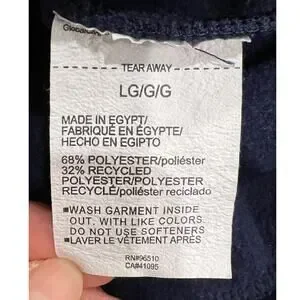 TEAR AWAY
LG/G/G
MADE IN EGYPT/
FABRIQUÉ EN ÉGYPTE/
HECHO EN EGIPTO
68% POLYESTER/poliéster
32% RECYCLED
POLYESTER/POLYESTER
RECYCLÉ/poliéster reciclado
▪WASH GARMENT INSIDE
OUT. WITH LIKE COLORS.
DO NOT USE SOFTENERS
▪LAVER LE VÊTEMENT APRÈS
RN#96510
CA#41095